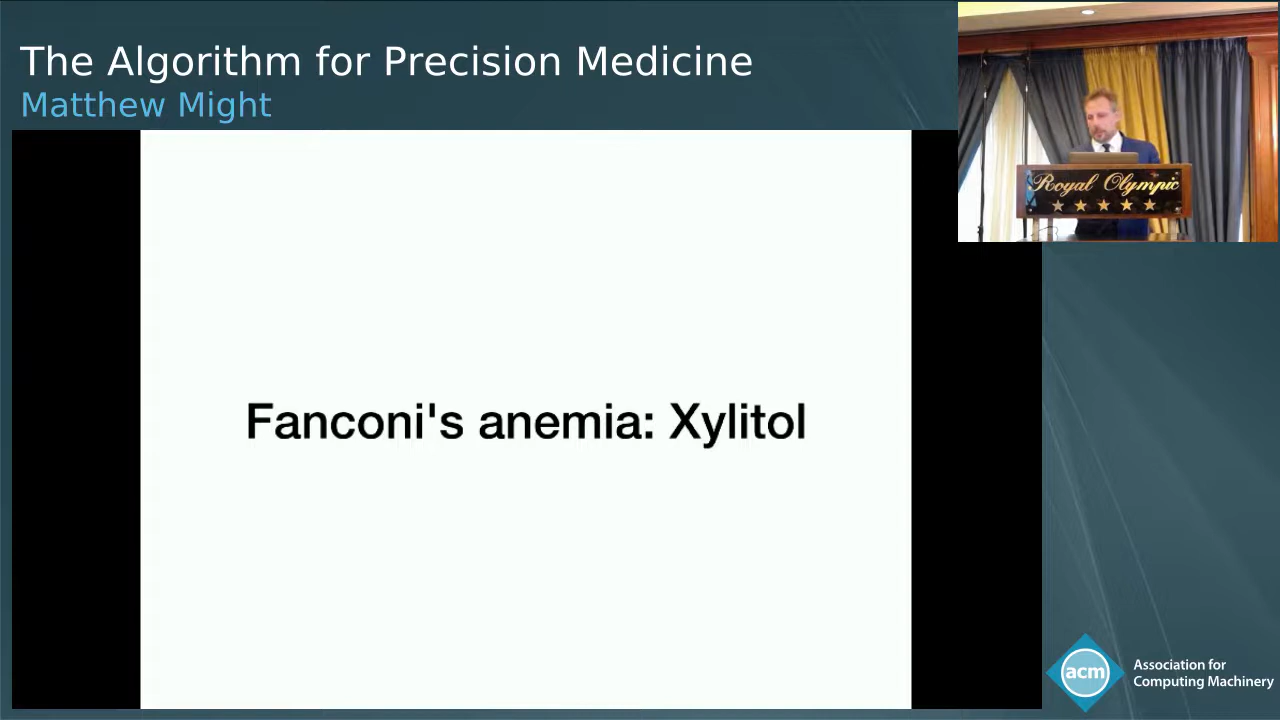 The Algorithm for Precision Medicine
Matthew Might
Royal Olympic
Fanconi's anemia: Xylitol
acm
Association for
Computing Machinery